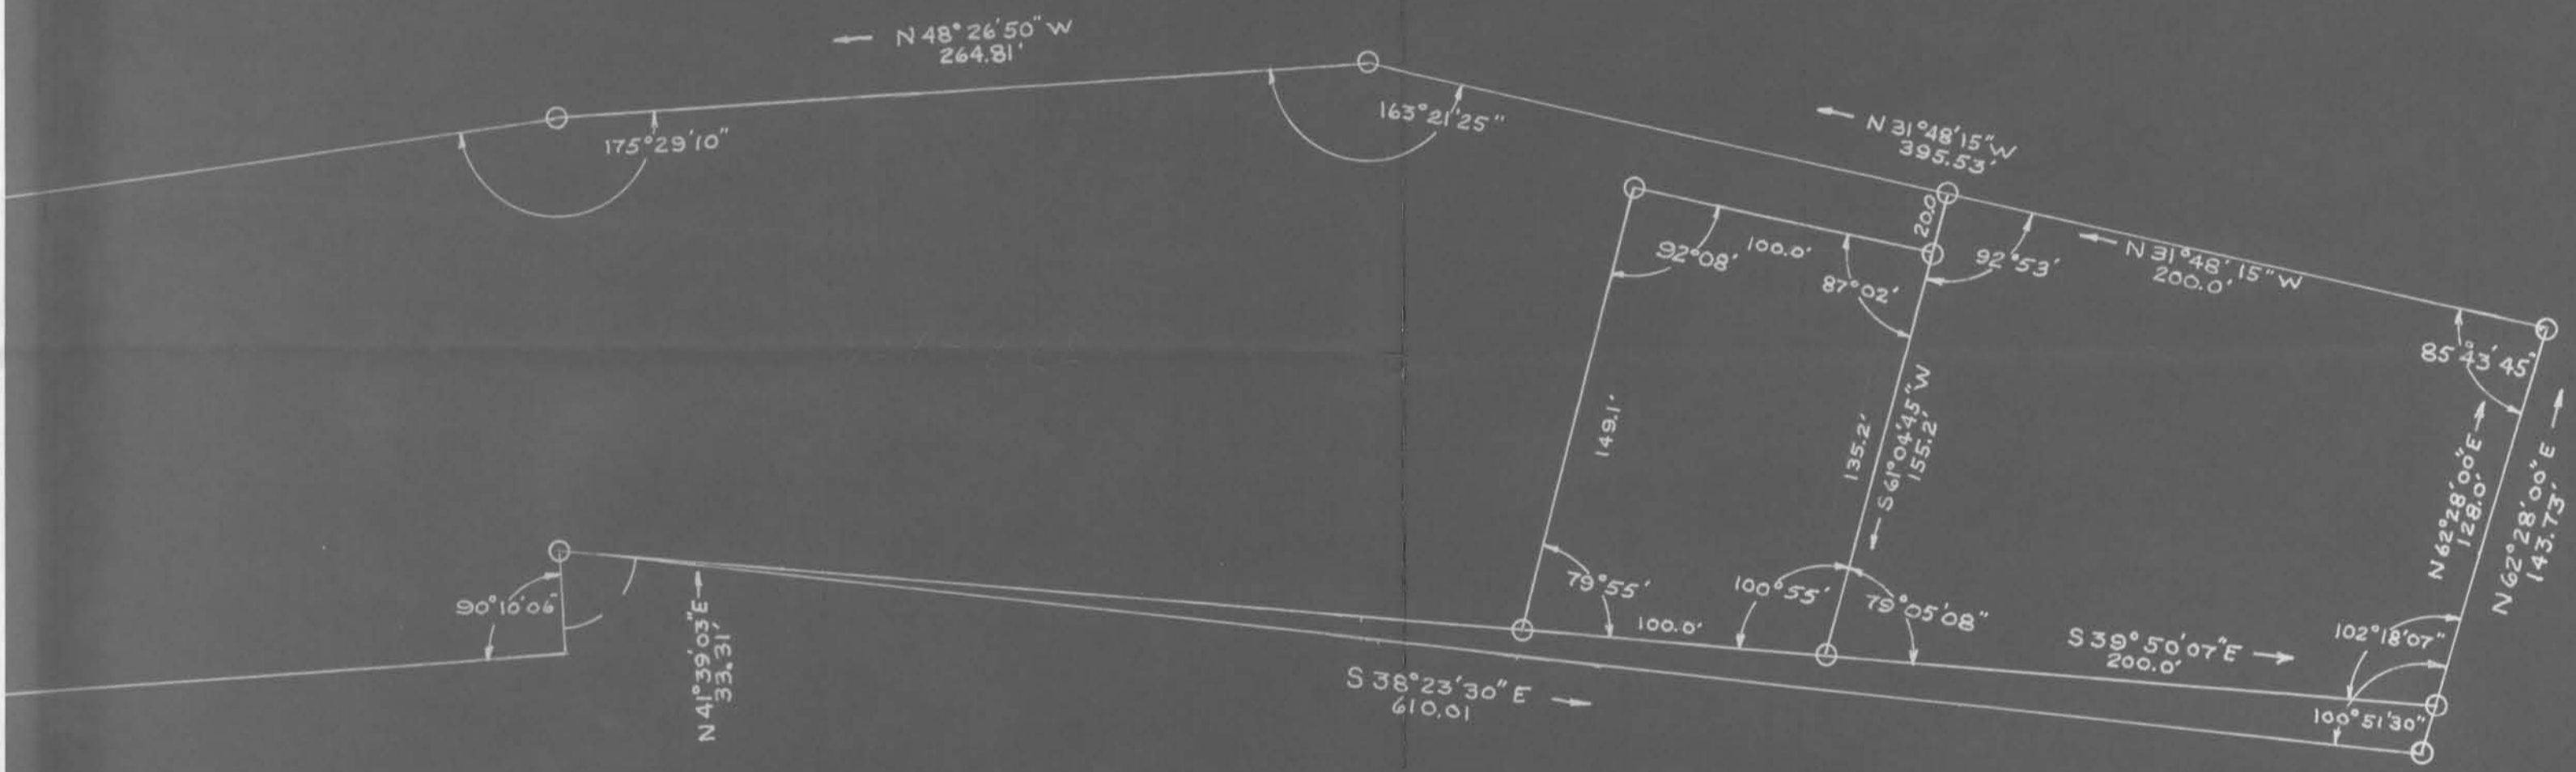 N 48° 26' 50" W
264.81'
175° 29' 10"
163° 21' 25"
N 31° 48' 15" W
395.53'
20.0
92° 08'
100.0'
87° 02'
92° 53'
N 31° 48' 15" W
200.0'
85° 43' 45"
149.1'
135.2'
S 61° 04' 45" W
155.2'
N 62° 28' 00" E
128.0'
N 62° 28' 00" E
143.73'
90° 10' 06"
N 41° 39' 03" E
33.31'
79° 55'
100.0'
100° 55'
79° 05' 08"
S 39° 50' 07" E
200.0'
102° 18' 07"
100° 51' 30"
S 38° 23' 30" E
610.01